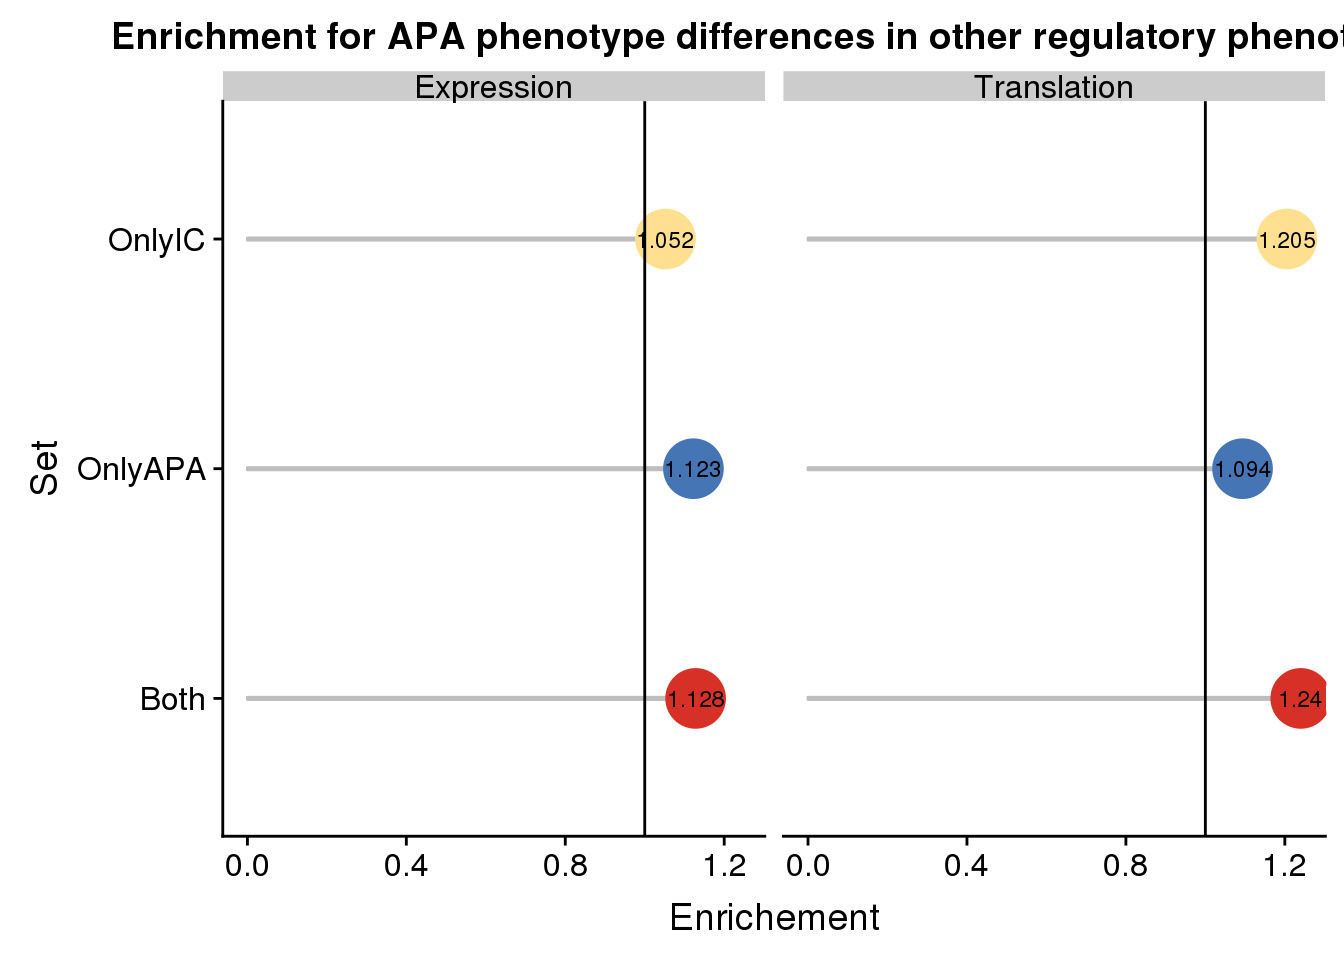 Enrichment for APA phenotype differences in other regulatory phenot
Expression
Translation
OnlyIC
1.052
1.205
Set
OnlyAPA
1.123
1.094
Both
1.128
1.24
0.0 0.4 0.8 1.2
0.0 0.4 0.8 1.2
Enrichement